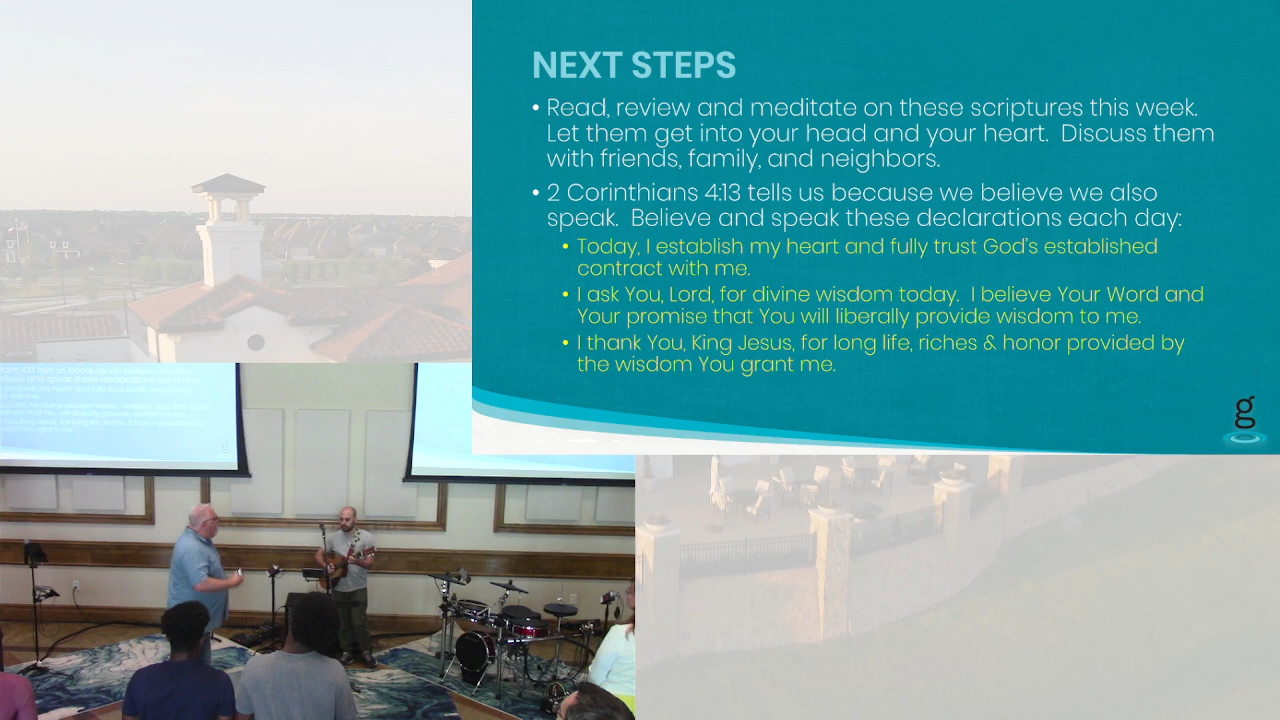 NEXT STEPS
• Read, review and meditate on these scriptures this week.
Let them get into your head and your heart.  Discuss them
with friends, family, and neighbors.
• 2 Corinthians 4:13 tells us because we believe we also
speak.  Believe and speak these declarations each day:
• Today, I establish my heart and fully trust God's established
contract with me.
• I ask You, Lord, for divine wisdom today.  I believe Your Word and
Your promise that You will liberally provide wisdom to me.
• I thank You, King Jesus, for long life, riches & honor provided by
the wisdom You grant me.
g